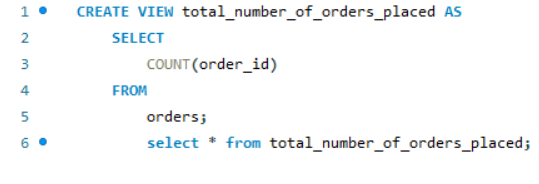 1 CREATE VIEW total_number_of_orders_placed AS
2 SELECT
3 COUNT(order_id)
4 FROM
5 orders;
6 select * from total_number_of_orders_placed;